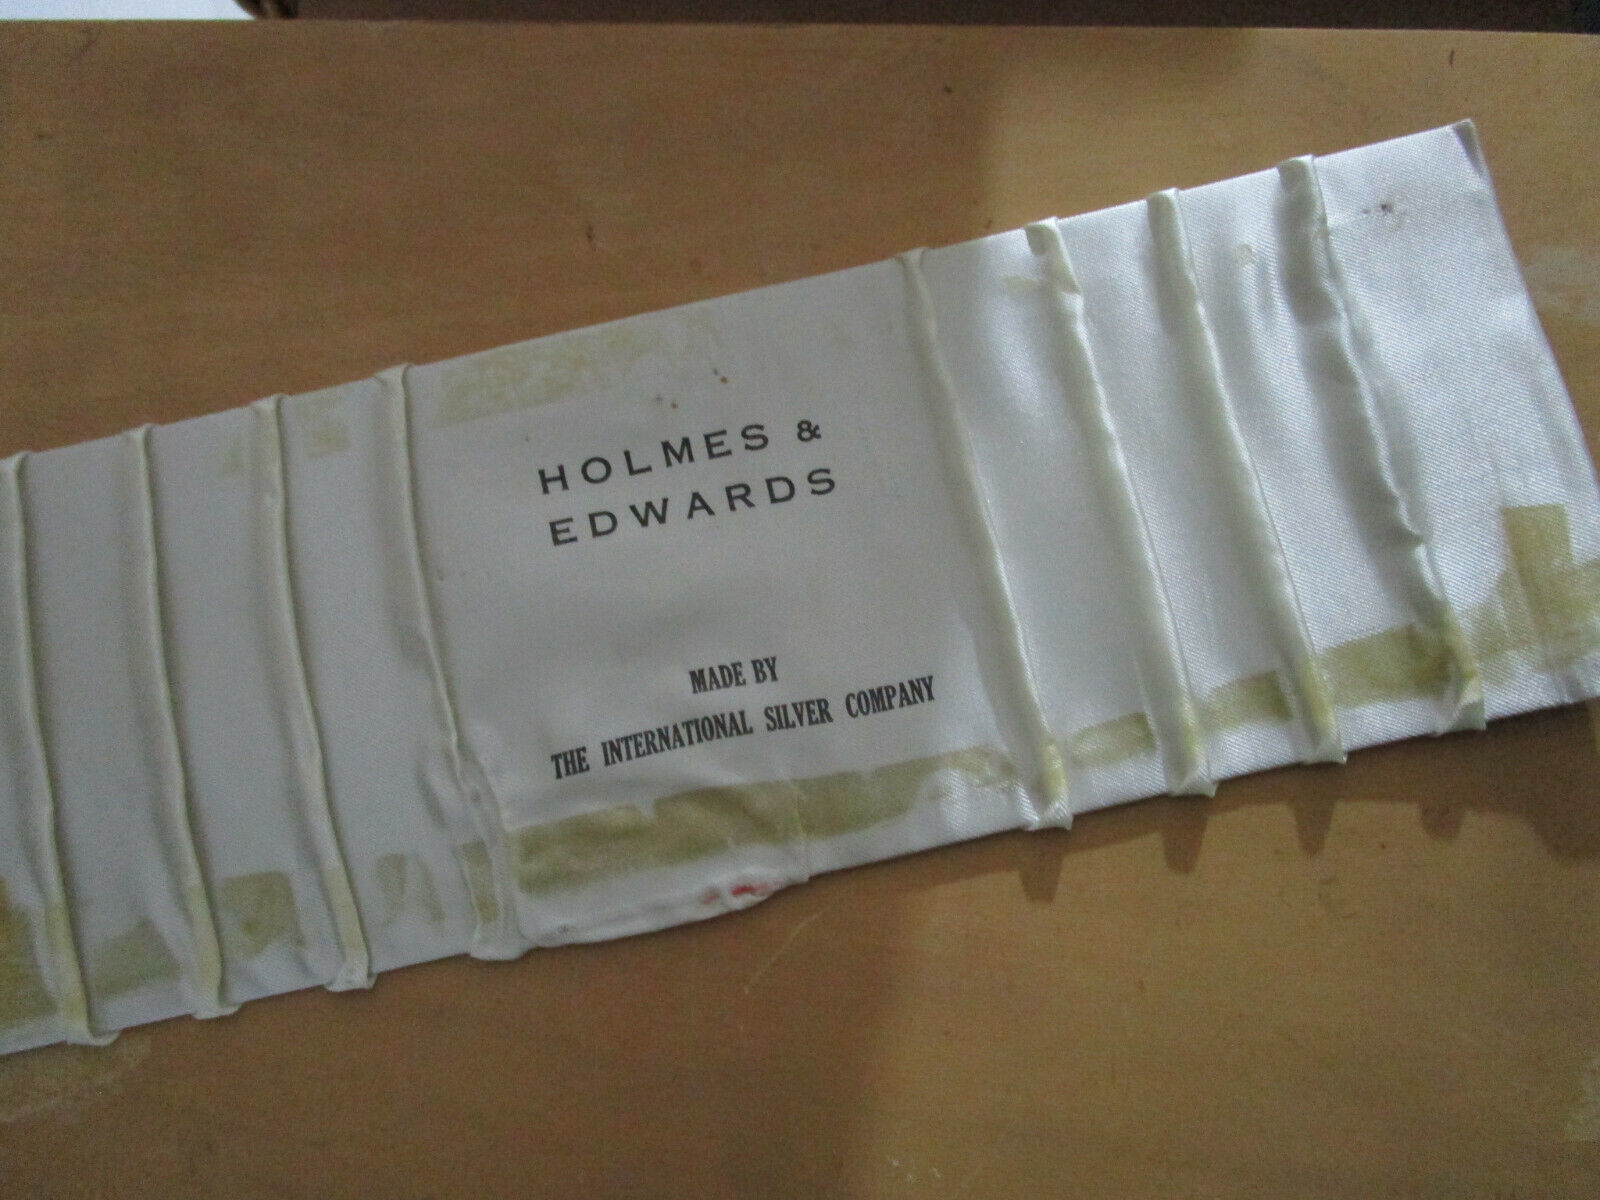 HOLMES &
EDWARDS
MADE BY
THE INTERNATIONAL SILVER COMPANY